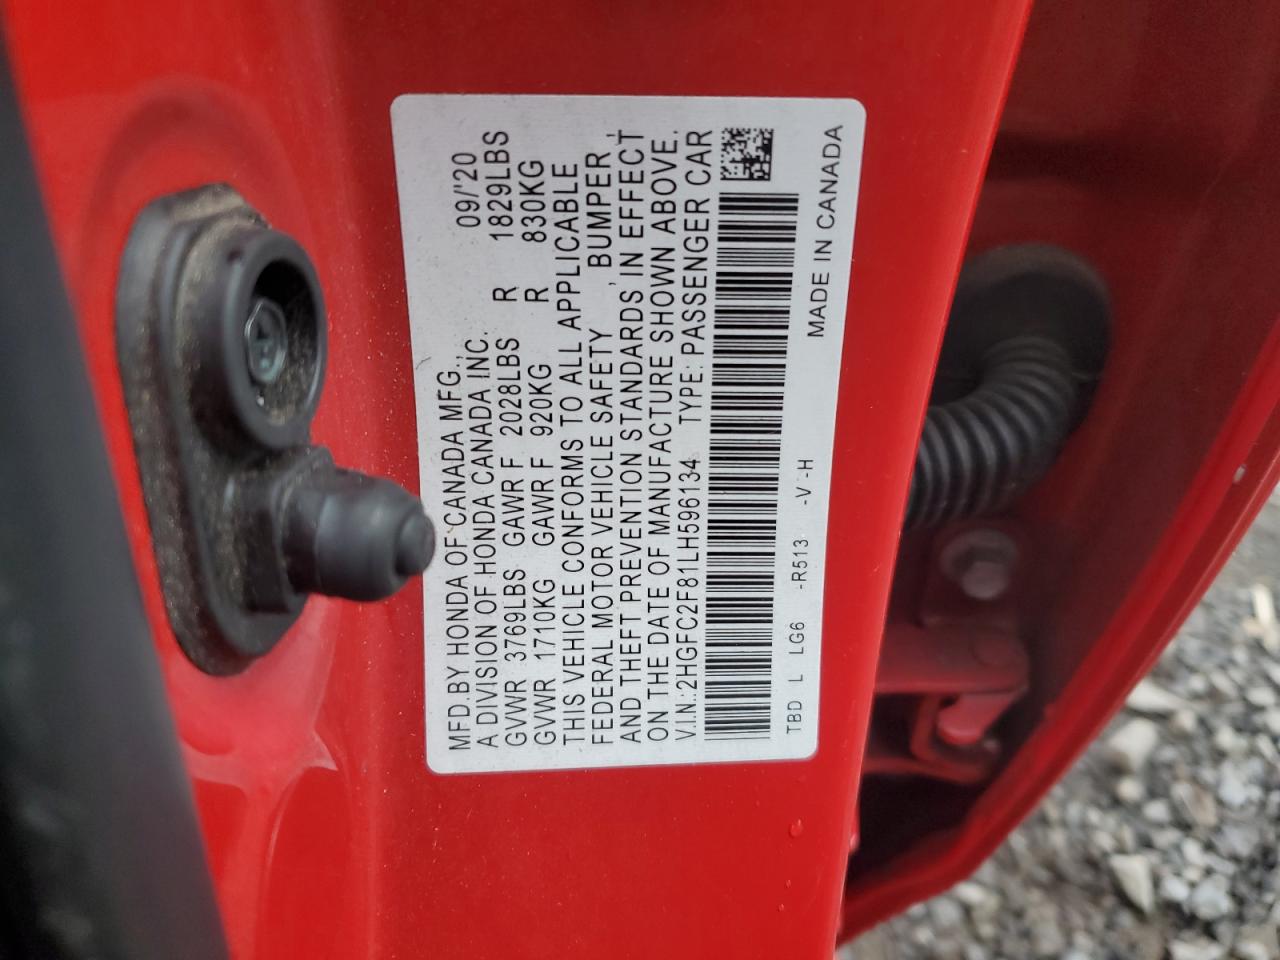 MFD.BY HONDA OF CANADA MFG., 09/'20
A DIVISION OF HONDA CANADA INC.
GVWR 3769LBS GAWR F 2028LBS R 1829LBS
GVWR 1710KG GAWR F 920KG R 830KG
THIS VEHICLE CONFORMS TO ALL APPLICABLE
FEDERAL MOTOR VEHICLE SAFETY , BUMPER,
AND THEFT PREVENTION STANDARDS IN EFFECT
ON THE DATE OF MANUFACTURE SHOWN ABOVE.
V.I.N.:2HGFC2F81LH596134 TYPE: PASSENGER CAR
TBD L LG6 -R513 -V -H
MADE IN CANADA